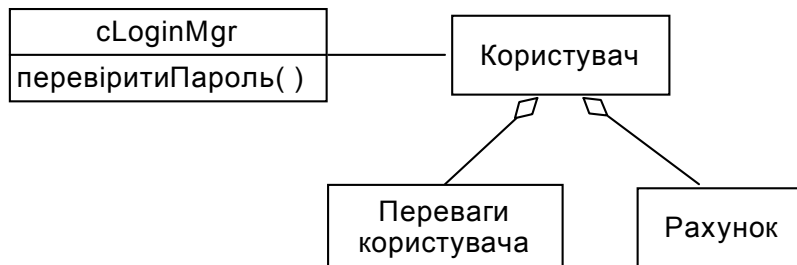 cLoginMgr
перевіритиПароль( )
Користувач
Переваги
користувача
Рахунок